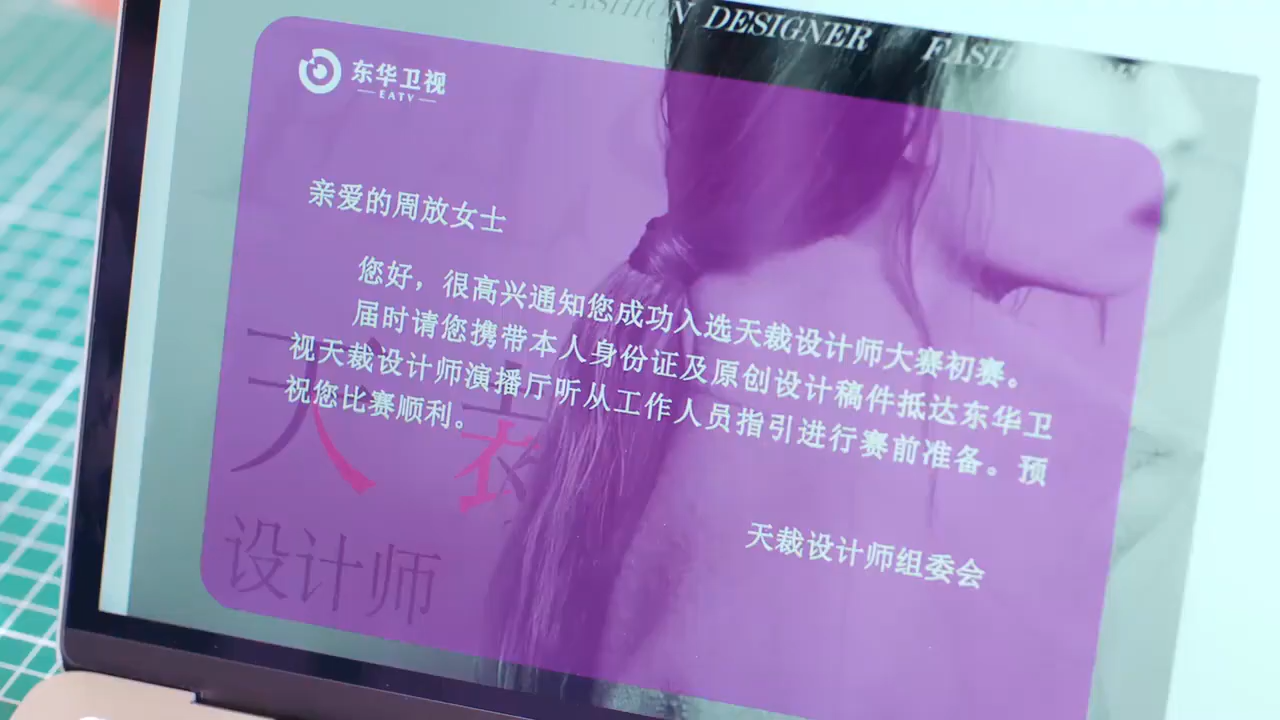 FASHION DESIGNER FASH
东华卫视
EATV
亲爱的周放女士
您好，很高兴通知您成功入选天裁设计师大赛初赛。
届时请您携带本人身份证及原创设计稿件抵达东华卫
视天裁设计师演播厅听从工作人员指引进行赛前准备。预
祝您比赛顺利。
天裁
设计师
天裁设计师组委会